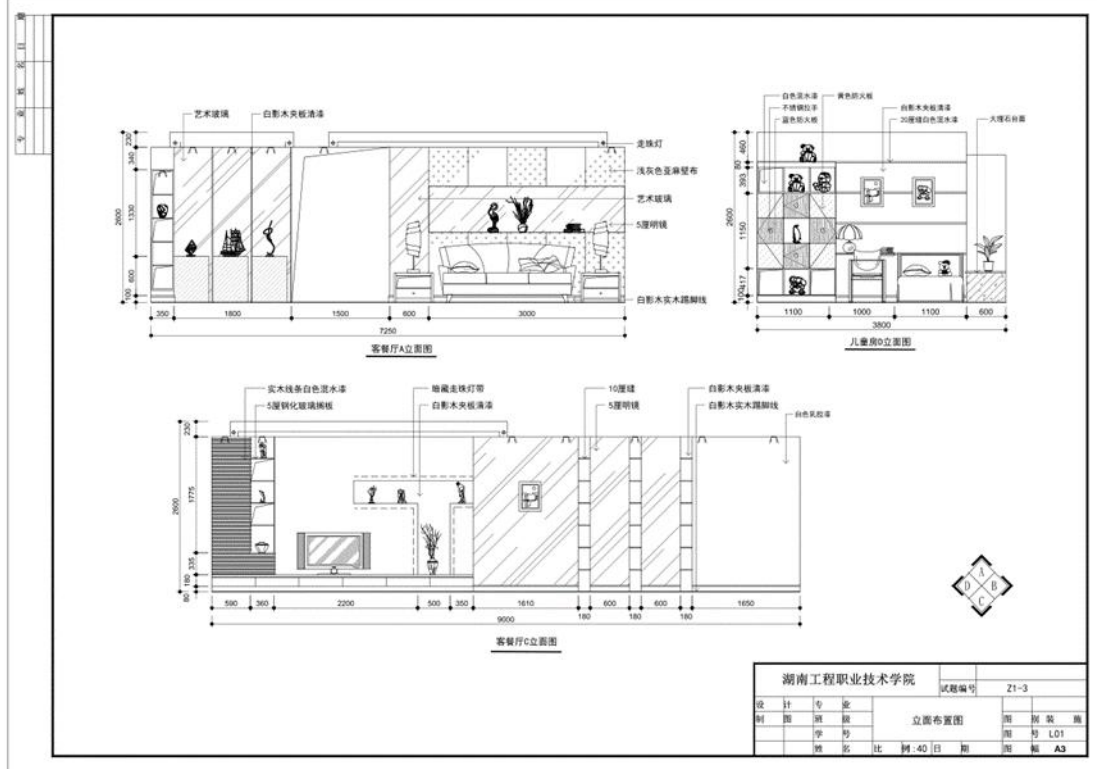 艺术玻璃
白影木夹板清漆
走珠灯
浅灰色亚麻壁布
艺术玻璃
5厘明镜
白影木实木踢脚线
230
340
1330
600
100
2600
350
1800
1500
600
3000
7250
客餐厅A立面图
白色混水漆
黄色防火板
不锈钢拉手
蓝色防火板
白影木夹板清漆
20厘缝白色混水漆
大理石台面
460
80
393
1150
417
100
2600
1100
1000
1100
600
3800
儿童房D立面图
实木线条白色混水漆
5厘钢化玻璃搁板
暗藏走珠灯带
白影木夹板清漆
10厘缝
5厘明镜
白影木夹板清漆
白影木实木踢脚线
白色乳胶漆
230
1775
335
180
80
2600
590
360
2200
500
350
1610
180
600
180
600
180
1650
9000
客餐厅C立面图
A
D B
C
湖南工程职业技术学院
试题编号 Z1-3
设 计 专 业
制 图 班 级
立面布置图
图 别 装 施
学 号
图 号 L01
姓 名 比 例:40 日 期 图 幅 A3
专 业 姓 名 日 期